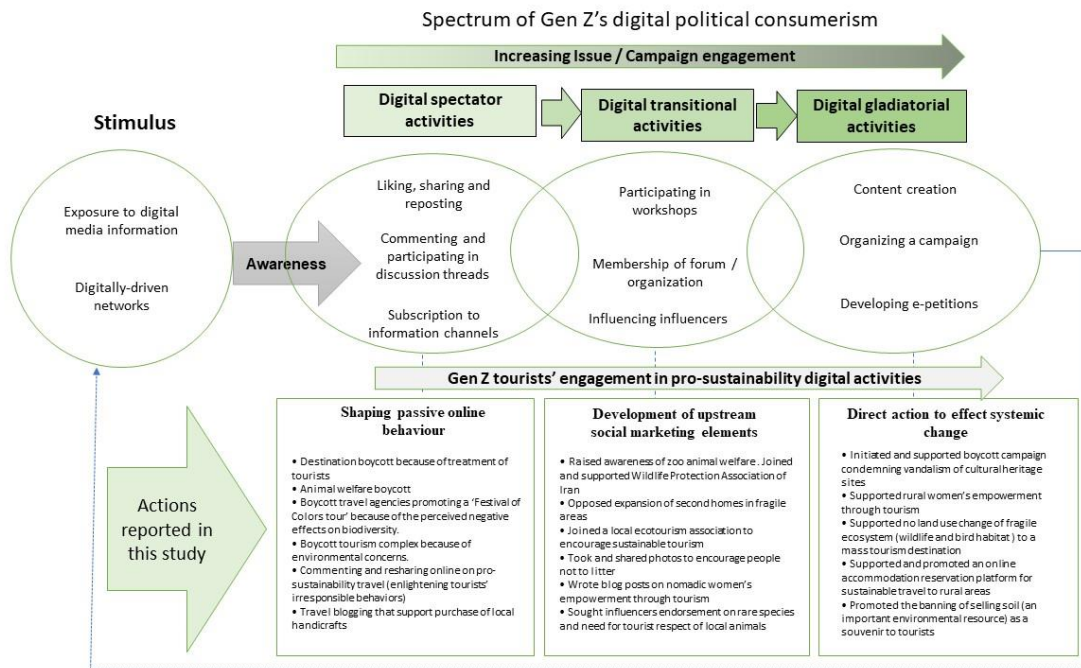 Spectrum of Gen Z's digital political consumerism
Increasing Issue / Campaign engagement
Digital spectator
activities
Digital transitional
activities
Digital gladiatorial
activities
Stimulus
Exposure to digital
media information
Digitally-driven
networks
Awareness
Liking, sharing and
reposting
Commenting and
participating in
discussion threads
Subscription to
information channels
Participating in
workshops
Membership of forum /
organization
Influencing influencers
Content creation
Organizing a campaign
Developing e-petitions
Gen Z tourists' engagement in pro-sustainability digital activities
Actions
reported in
this study
Shaping passive online
behaviour
• Destination boycott because of treatment of
tourists
• Animal welfare boycott
• Boycott travel agencies promoting a 'Festival of
Colors tour' because of the perceived negative
effects on biodiversity.
• Boycott tourism complex because of
environmental concerns.
• Commenting and resharing online on pro-
sustainability travel (enlightening tourists'
irresponsible behaviors)
• Travel blogging that support purchase of local
handicrafts
Development of upstream
social marketing elements
• Raised awareness of zoo animal welfare . Joined
and supported Wildlife Protection Association of
Iran
• Opposed expansion of second homes in fragile
areas
• Joined a local ecotourism association to
encourage sustainable tourism
• Took and shared photos to encourage people
not to litter
• Wrote blog posts on nomadic women's
empowerment through tourism
• Sought influencers endorsement on rare species
and need for tourist respect of local animals
Direct action to effect systemic
change
• Initiated and supported boycott campaign
condemning vandalism of cultural heritage
sites
• Supported rural women's empowerment
through tourism
• Supported no land use change of fragile
ecosystem (wildlife and bird habitat ) to a
mass tourism destination
• Supported and promoted an online
accommodation reservation platform for
sustainable travel to rural areas
• Promoted the banning of selling soil (an
important environmental resource) as a
souvenir to tourists